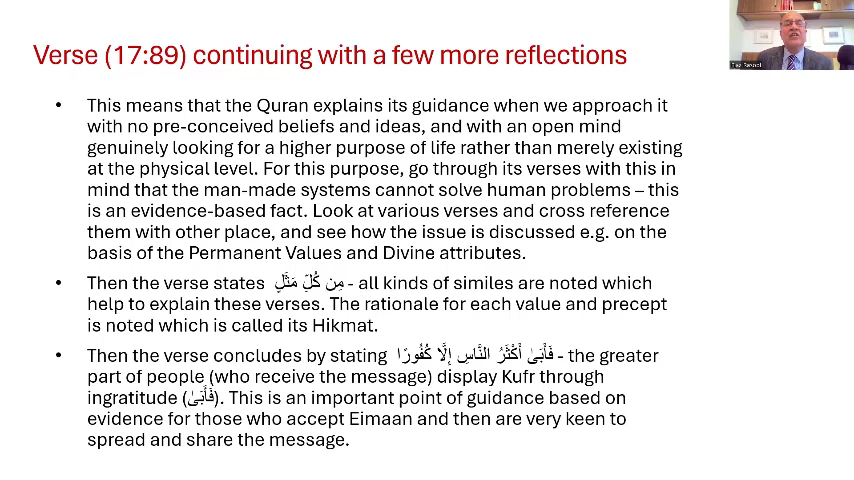 Verse (17:89) continuing with a few more reflections
• This means that the Quran explains its guidance when we approach it
with no pre-conceived beliefs and ideas, and with an open mind
genuinely looking for a higher purpose of life rather than merely existing
at the physical level. For this purpose, go through its verses with this in
mind that the man-made systems cannot solve human problems – this
is an evidence-based fact. Look at various verses and cross reference
them with other place, and see how the issue is discussed e.g. on the
basis of the Permanent Values and Divine attributes.
• Then the verse states مِن كُلِّ مَثَلٍ - all kinds of similes are noted which
help to explain these verses. The rationale for each value and precept
is noted which is called its Hikmat.
• Then the verse concludes by stating فَأَبَىٰ أَكْثَرُ النَّاسِ إِلَّا كُفُورًا - the greater
part of people (who receive the message) display Kufr through
ingratitude (فَأَبَىٰ). This is an important point of guidance based on
evidence for those who accept Eimaan and then are very keen to
spread and share the message.